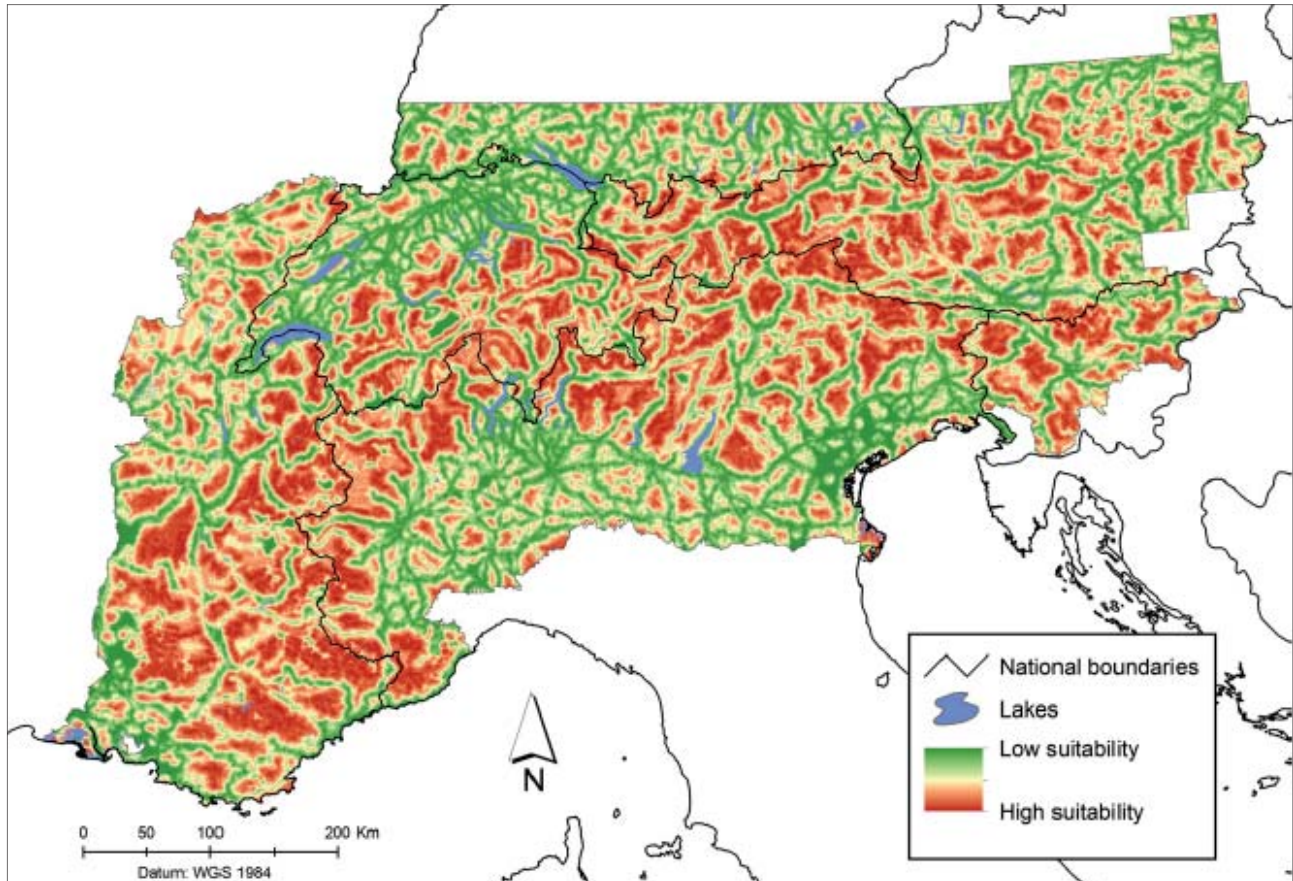 National boundaries
Lakes
Low suitability
High suitability
N
0 50 100 200 Km
Datum: WGS 1984